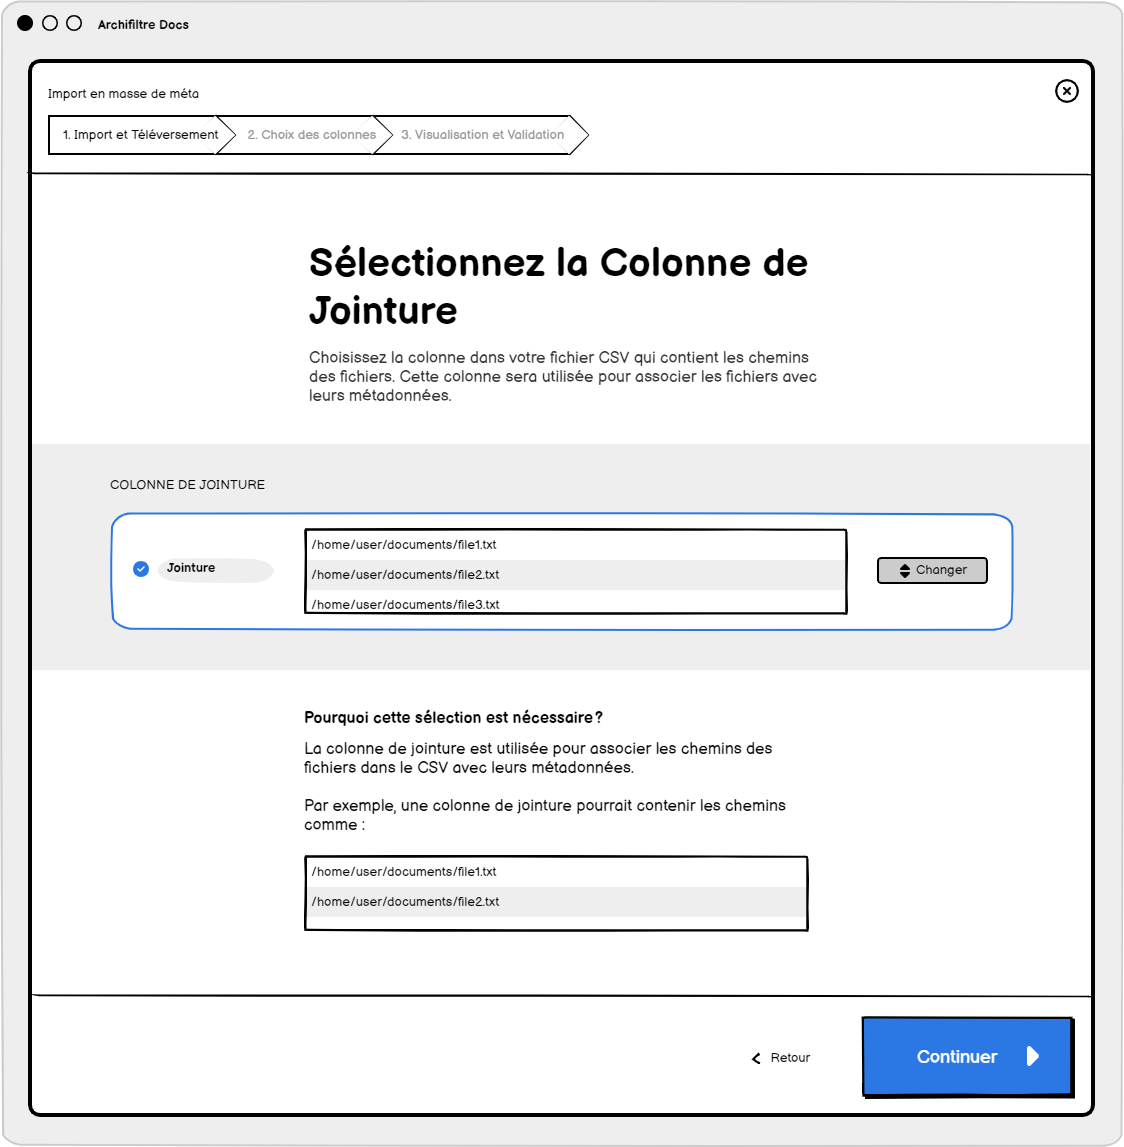 Archifiltre Docs
Import en masse de méta
1. Import et Téléversement
2. Choix des colonnes
3. Visualisation et Validation
Sélectionnez la Colonne de
Jointure
Choisissez la colonne dans votre fichier CSV qui contient les chemins
des fichiers. Cette colonne sera utilisée pour associer les fichiers avec
leurs métadonnées.
COLONNE DE JOINTURE
Jointure
/home/user/documents/file1.txt
/home/user/documents/file2.txt
/home/user/documents/file3.txt
Changer
Pourquoi cette sélection est nécessaire ?
La colonne de jointure est utilisée pour associer les chemins des
fichiers dans le CSV avec leurs métadonnées.
Par exemple, une colonne de jointure pourrait contenir les chemins
comme :
/home/user/documents/file1.txt
/home/user/documents/file2.txt
Retour
Continuer